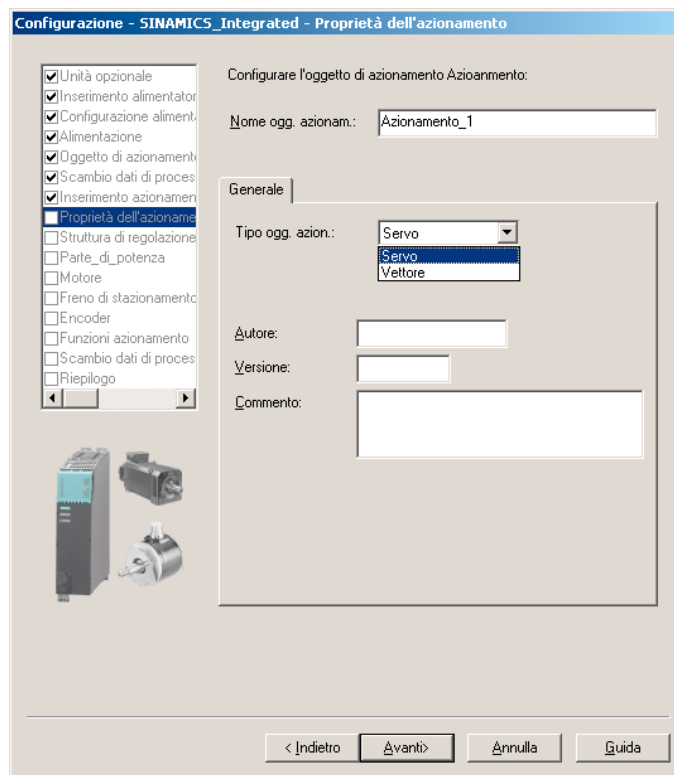 Configurazione - SINAMICS_Integrated - Proprietà dell'azionamento
Unità opzionale
Inserimento alimentator
Configurazione aliment
Alimentazione
Oggetto di azionament
Scambio dati di proces
Inserimento azionamen
Proprietà dell'azioname
Struttura di regolazione
Parte_di_potenza
Motore
Freno di stazionamento
Encoder
Funzioni azionamento
Scambio dati di proces
Riepilogo
Configurare l'oggetto di azionamento Azioanmento:
Nome ogg. azionam.: Azionamento_1
Generale
Tipo ogg. azion.: Servo
Servo
Vettore
Autore:
Versione:
Commento:
< Indietro Avanti> Annulla Guida